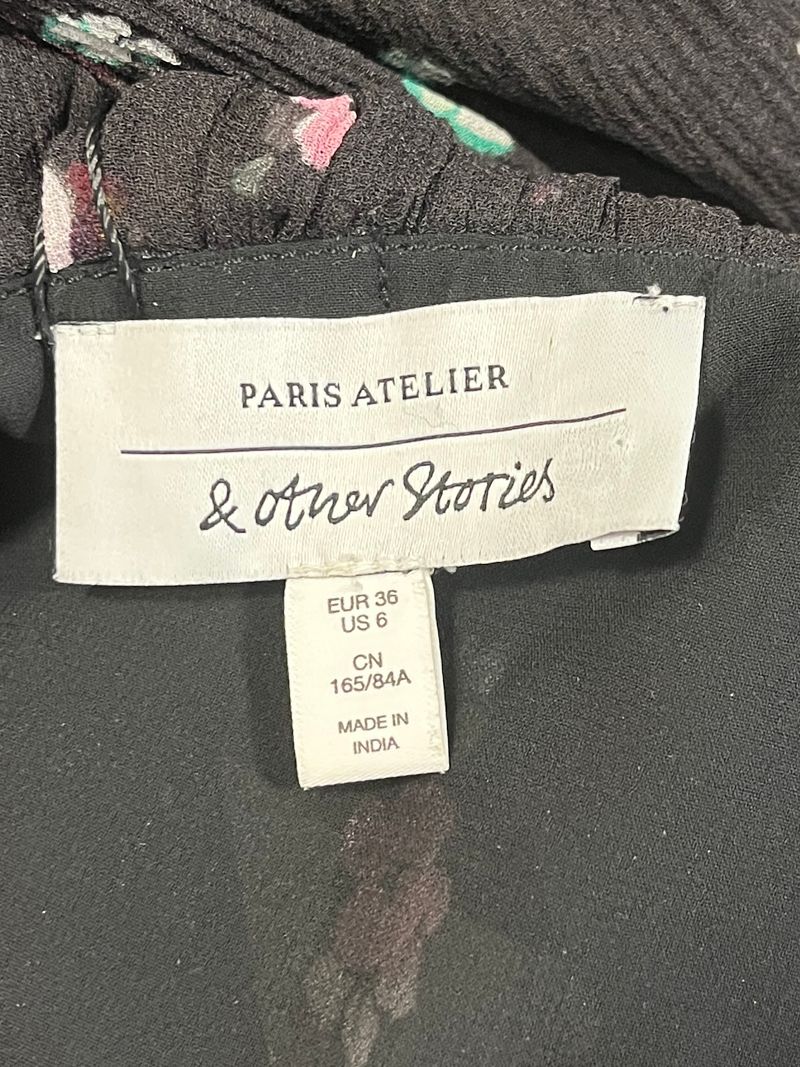 PARIS ATELIER
& other Stories
EUR 36
US 6
CN
165/84A
MADE IN
INDIA